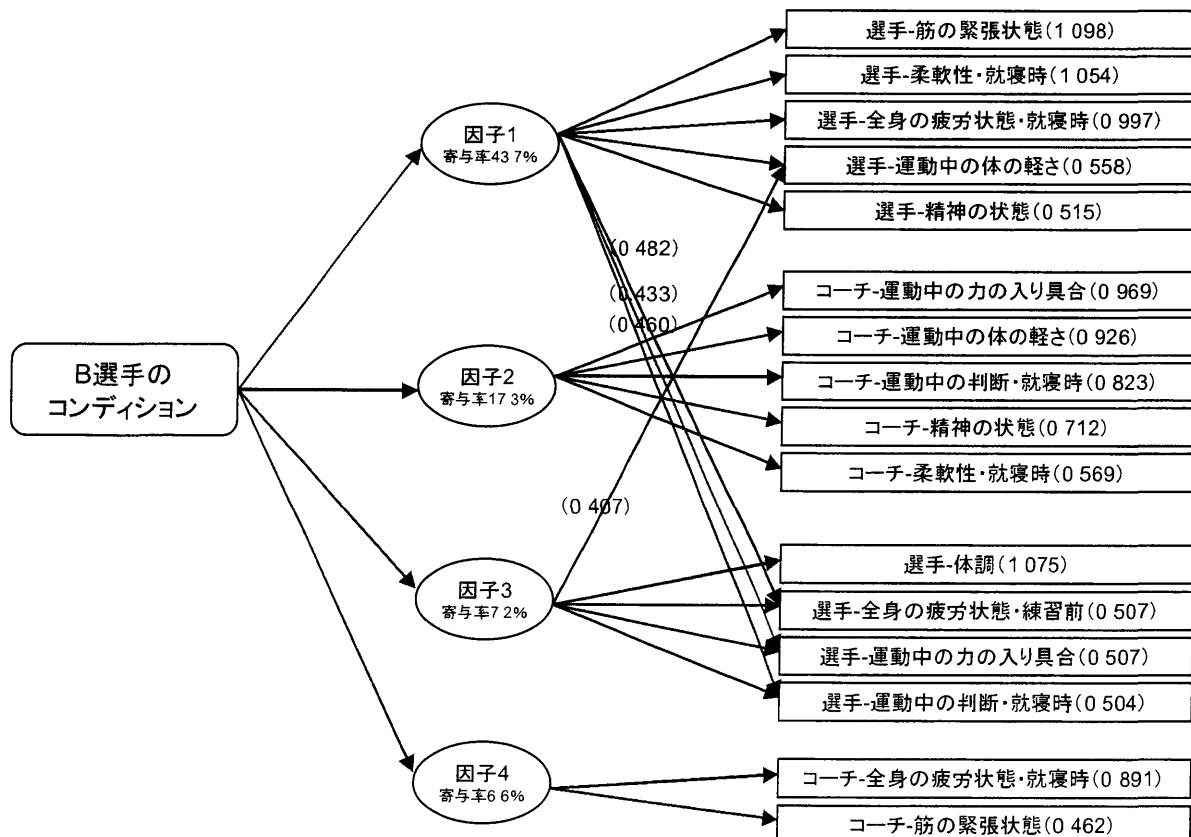 B選手の
コンディション
因子1
寄与率43 7%
因子2
寄与率17 3%
因子3
寄与率7 2%
因子4
寄与率6 6%
(0 482)
(0 433)
(0 460)
(0 407)
選手-筋の緊張状態(1 098)
選手-柔軟性・就寝時(1 054)
選手-全身の疲労状態・就寝時(0 997)
選手-運動中の体の軽さ(0 558)
選手-精神の状態(0 515)
コーチ-運動中の力の入り具合(0 969)
コーチ-運動中の体の軽さ(0 926)
コーチ-運動中の判断・就寝時(0 823)
コーチ-精神の状態(0 712)
コーチ-柔軟性・就寝時(0 569)
選手-体調(1 075)
選手-全身の疲労状態・練習前(0 507)
選手-運動中の力の入り具合(0 507)
選手-運動中の判断・就寝時(0 504)
コーチ-全身の疲労状態・就寝時(0 891)
コーチ-筋の緊張状態(0 462)